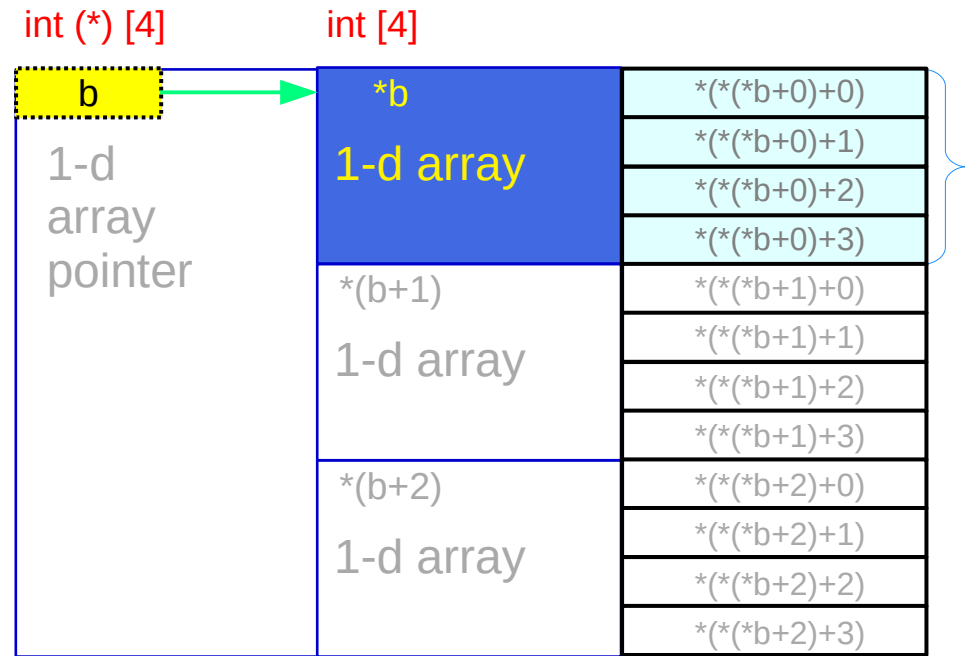 int (*) [4]
int [4]
b
1-d
array
pointer
*b
1-d array
*(b+1)
1-d array
*(b+2)
1-d array
*(*(*b+0)+0)
*(*(*b+0)+1)
*(*(*b+0)+2)
*(*(*b+0)+3)
*(*(*b+1)+0)
*(*(*b+1)+1)
*(*(*b+1)+2)
*(*(*b+1)+3)
*(*(*b+2)+0)
*(*(*b+2)+1)
*(*(*b+2)+2)
*(*(*b+2)+3)